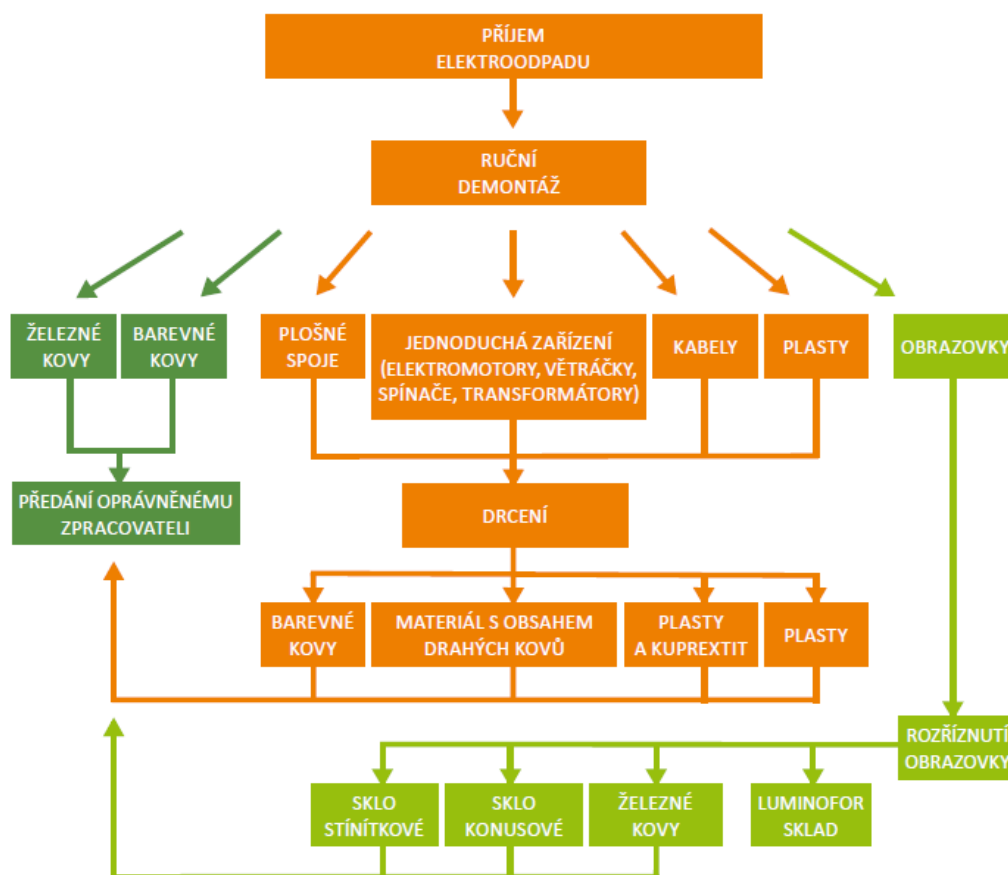 PŘÍJEM
ELEKTROODPADU
RUČNÍ
DEMONTÁŽ
ŽELEZNÉ
KOVY
BAREVNÉ
KOVY
PLOŠNÉ
SPOJE
JEDNODUCHÁ ZAŘÍZENÍ
(ELEKTROMOTORY, VĚTRÁČKY,
SPÍNAČE, TRANSFORMÁTORY)
KABELY
PLASTY
OBRAZOVKY
PŘEDÁNÍ OPRÁVNĚNÉMU
ZPRACOVATELI
DRCENÍ
BAREVNÉ
KOVY
MATERIÁL S OBSAHEM
DRAHÝCH KOVŮ
PLASTY
A KUPREXTIT
PLASTY
ROZŘÍZNUTÍ
OBRAZOVKY
SKLO
STÍNÍTKOVÉ
SKLO
KONUSOVÉ
ŽELEZNÉ
KOVY
LUMINOFOR
SKLAD